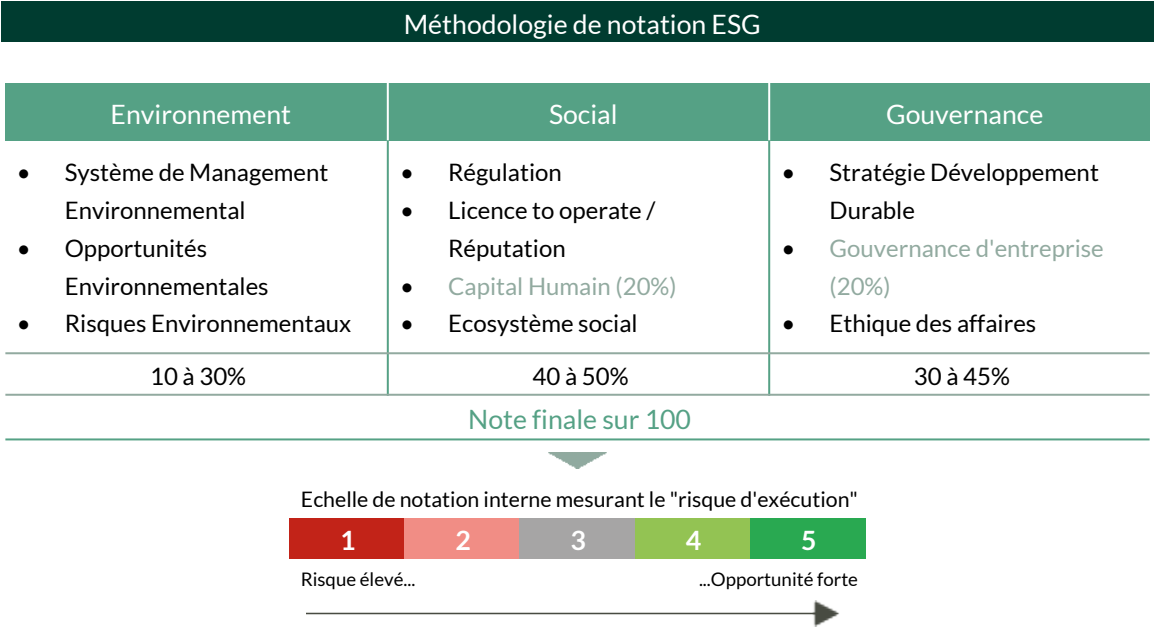 Méthodologie de notation ESG
Environnement
Social
Gouvernance
• Système de Management
Environnemental
• Opportunités
Environnementales
• Risques Environnementaux
• Régulation
• Licence to operate /
Réputation
• Capital Humain (20%)
• Ecosystème social
• Stratégie Développement
Durable
• Gouvernance d'entreprise
(20%)
• Ethique des affaires
10 à 30%
40 à 50%
30 à 45%
Note finale sur 100
Echelle de notation interne mesurant le "risque d'exécution"
1 2 3 4 5
Risque élevé...
...Opportunité forte